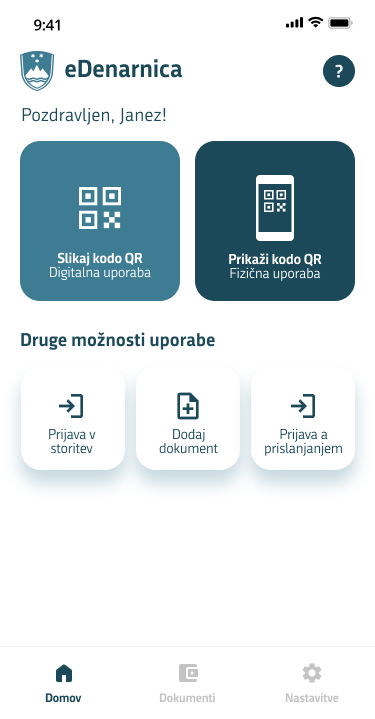 9:41
eDenarnica
?
Pozdravljen, Janez!
Slikaj kodo QR
Digitalna uporaba
Prikaži kodo QR
Fizična uporaba
Druge možnosti uporabe
Prijava v
storitev
Dodaj
dokument
Prijava a
prislanjanjem
Domov
Dokumenti
Nastavitve